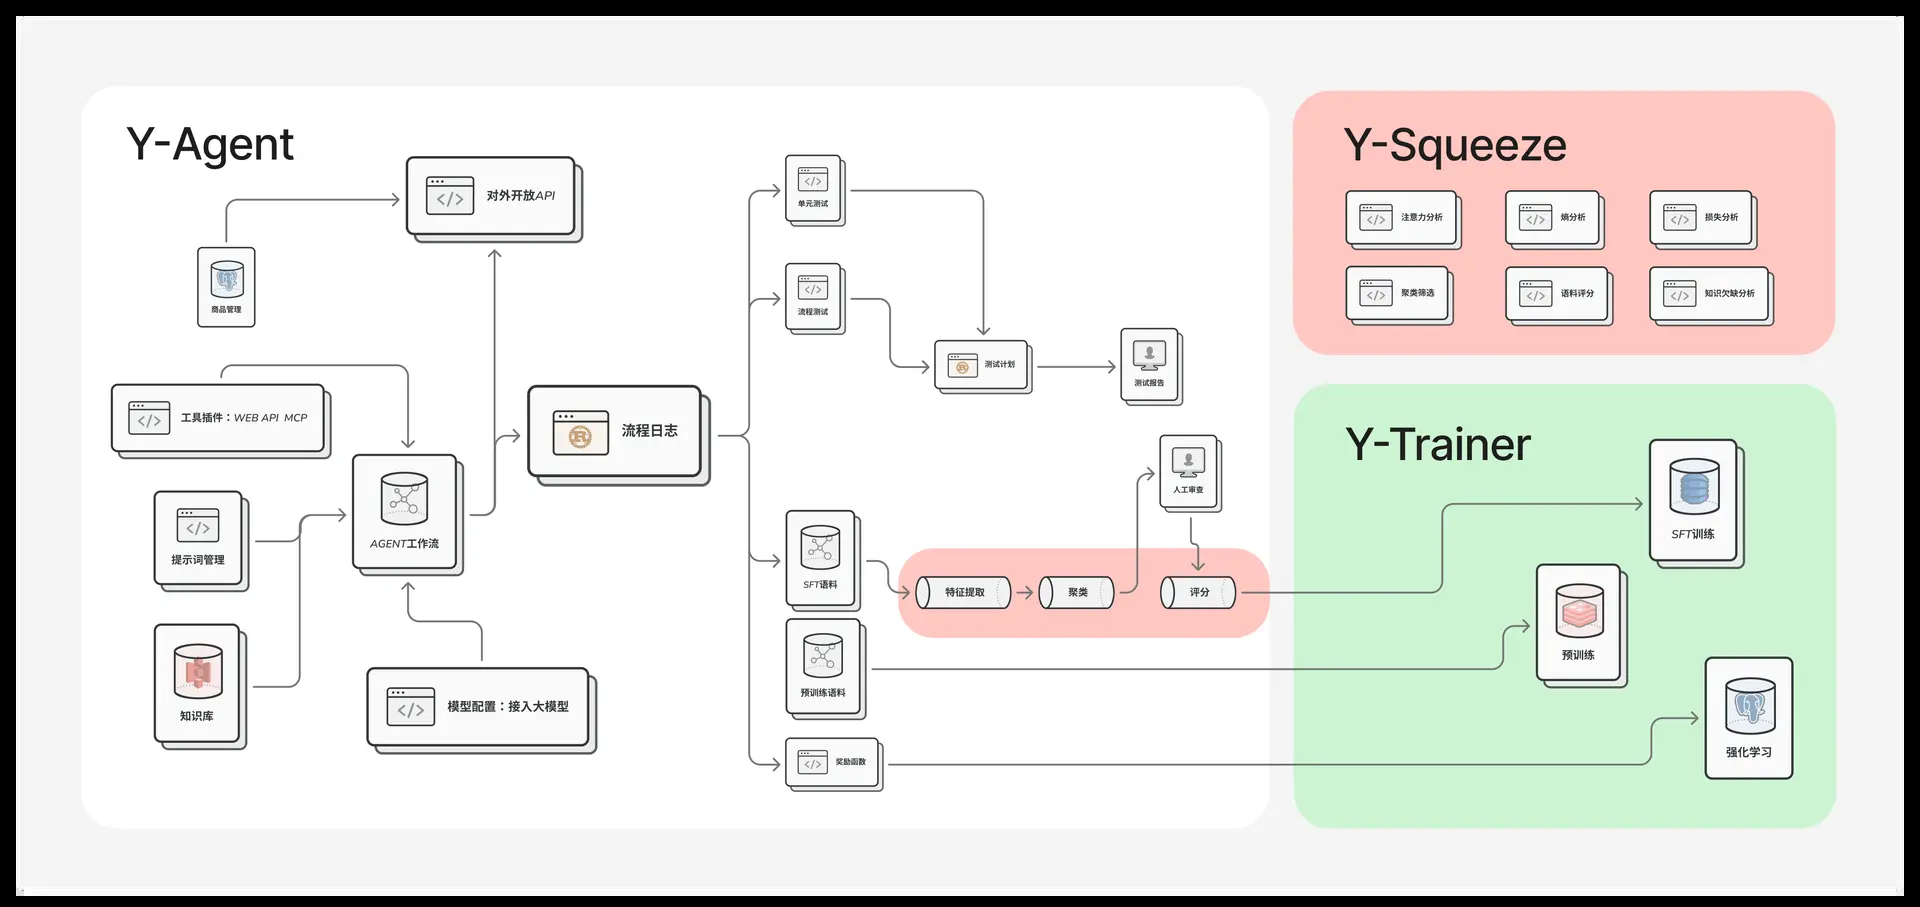 Y-Agent
对外开放API
商品管理
工具插件：WEB API MCP
提示词管理
AGENT工作流
知识库
模型配置：接入大模型
流程日志
单元测试
流程测试
测试计划
测试报告
人工审查
SFT语料
特征提取
聚类
评分
预训练语料
奖励函数
Y-Squeeze
注意力分析
熵分析
损失分析
聚类筛选
语料评分
知识欠缺分析
Y-Trainer
SFT训练
预训练
强化学习